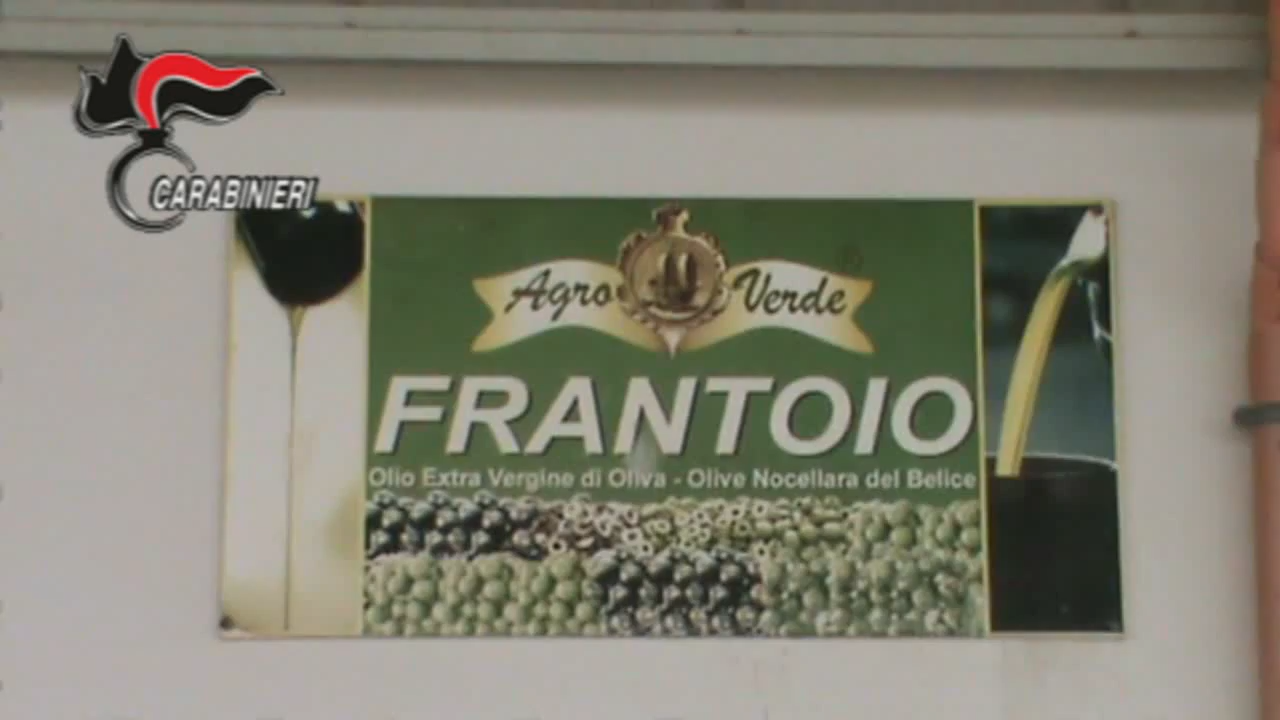 CARABINIERI
Agro Verde
FRANTOIO
Olio Extra Vergine di Oliva - Olive Nocellara del Belice